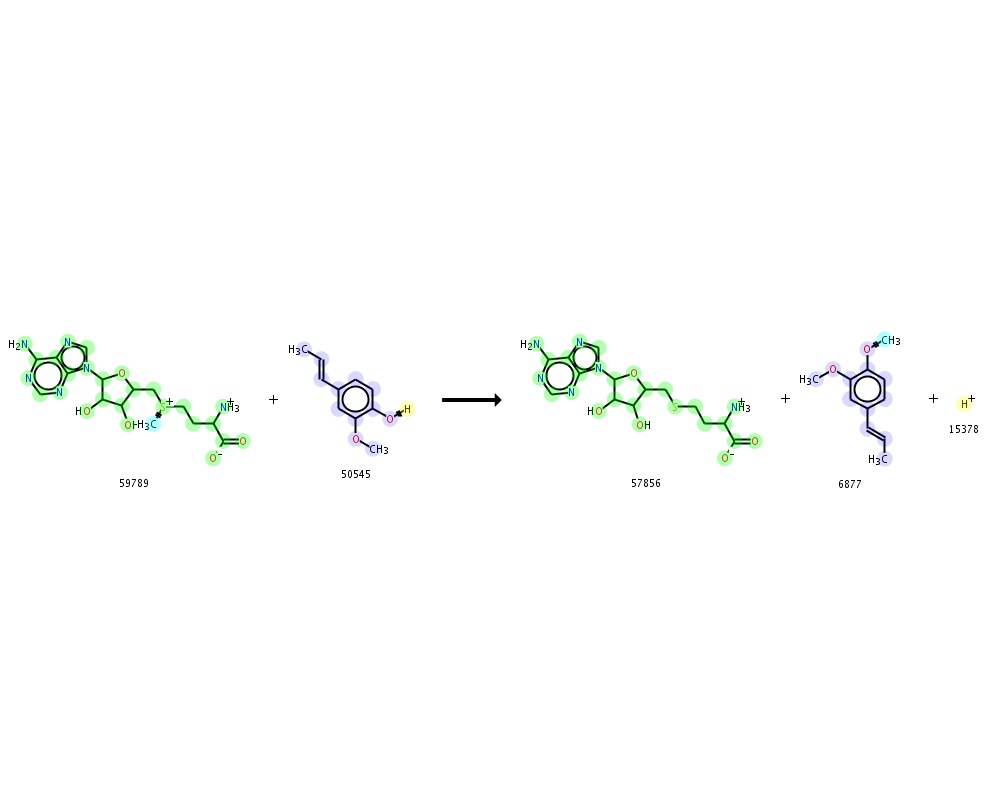 H2N N N N N O HO OH H3C S+ NH3+ O O-
59789
+
H3C O H O CH3
50545
H2N N N N N O HO OH S NH3+ O O-
57856
+
O CH3 O H3C H3C
6877
+
H+
15378